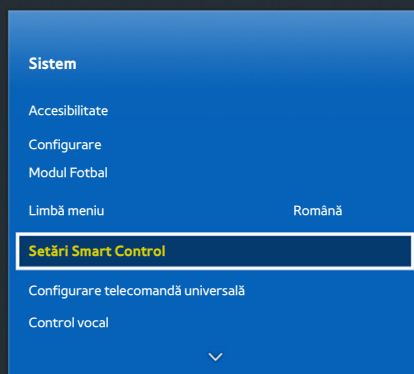 Sistem
Accesibilitate
Configurare
Modul Fotbal
Limbă meniu Română
Setări Smart Control
Configurare telecomandă universală
Control vocal